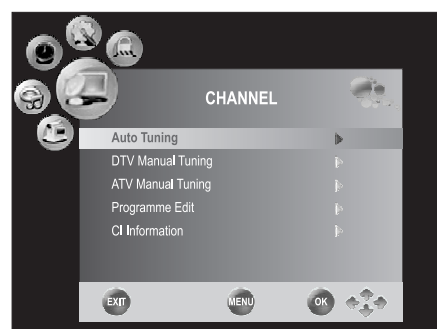 CHANNEL
Auto Tuning
DTV Manual Tuning
ATV Manual Tuning
Programme Edit
CI Information
EXIT MENU OK